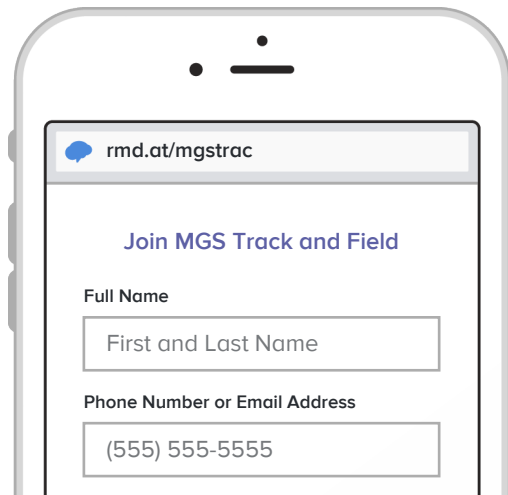 rmd.at/mgstrac
Join MGS Track and Field
Full Name
First and Last Name
Phone Number or Email Address
(555) 555-5555